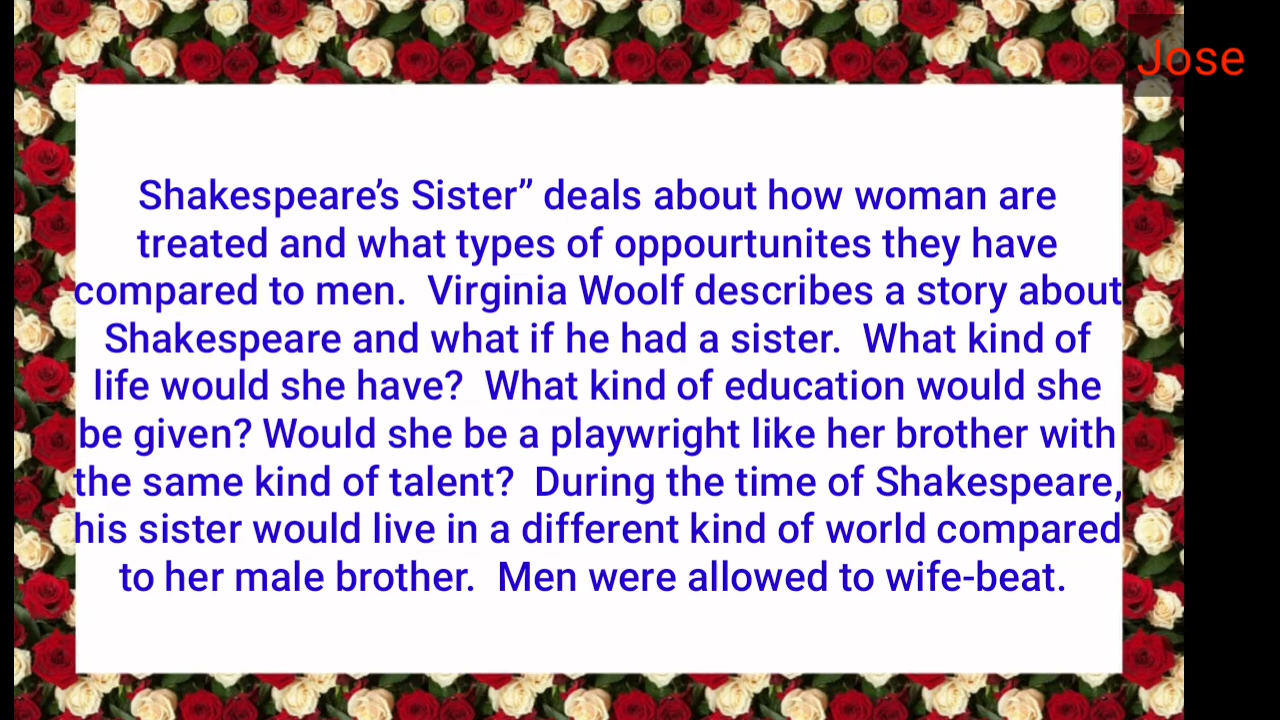 Jose
Shakespeare’s Sister” deals about how woman are
treated and what types of oppourtunites they have
compared to men.  Virginia Woolf describes a story about
Shakespeare and what if he had a sister.  What kind of
life would she have?  What kind of education would she
be given? Would she be a playwright like her brother with
the same kind of talent?  During the time of Shakespeare,
his sister would live in a different kind of world compared
to her male brother.  Men were allowed to wife-beat.